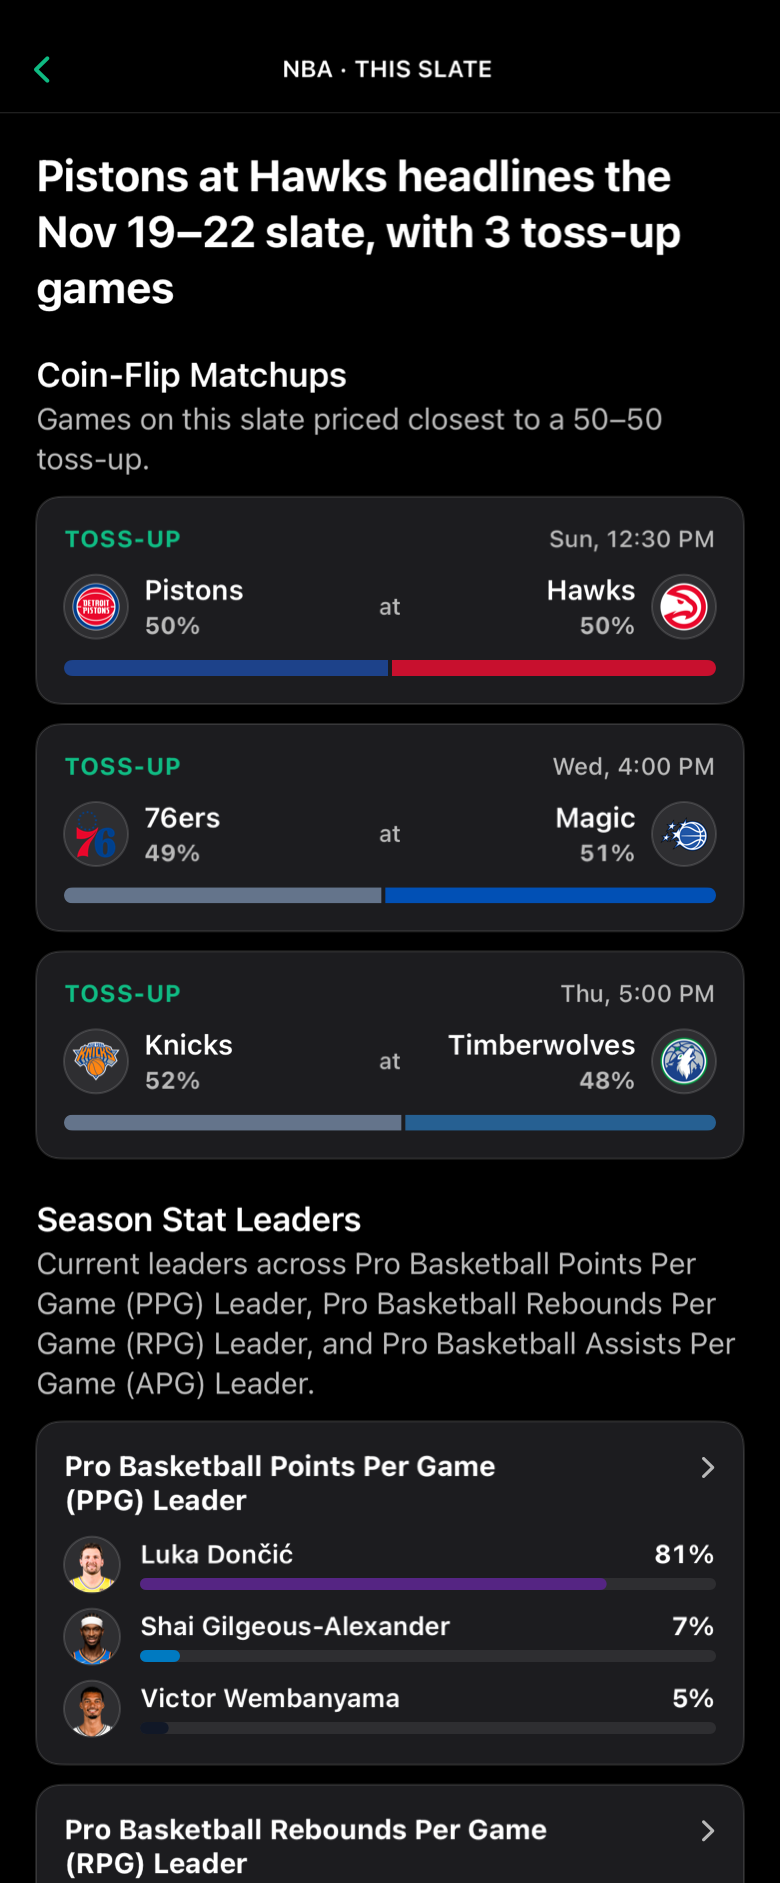 NBA · THIS SLATE
Pistons at Hawks headlines the
Nov 19–22 slate, with 3 toss-up
games
Coin-Flip Matchups
Games on this slate priced closest to a 50–50
toss-up.
TOSS-UP
Sun, 12:30 PM
DETROIT
PISTONS
Pistons
50%
at
Hawks
50%
TOSS-UP
Wed, 4:00 PM
76
76ers
49%
at
Magic
51%
TOSS-UP
Thu, 5:00 PM
KNICKS
Knicks
52%
at
Timberwolves
48%
Season Stat Leaders
Current leaders across Pro Basketball Points Per
Game (PPG) Leader, Pro Basketball Rebounds Per
Game (RPG) Leader, and Pro Basketball Assists Per
Game (APG) Leader.
Pro Basketball Points Per Game
(PPG) Leader
Luka Dončić
81%
Shai Gilgeous-Alexander
7%
Victor Wembanyama
5%
Pro Basketball Rebounds Per Game
(RPG) Leader